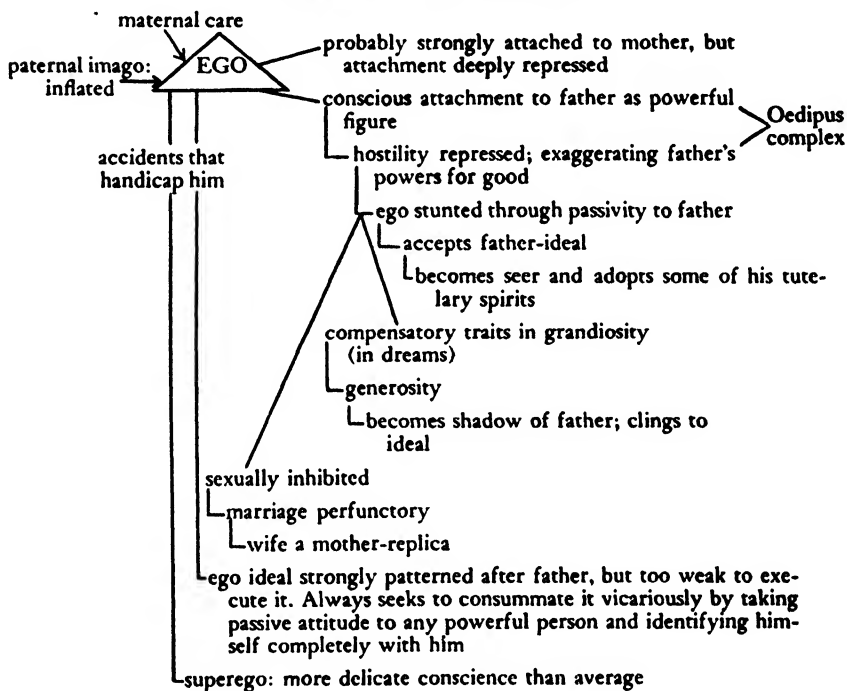 maternal care
EGO
paternal imago:
inflated
probably strongly attached to mother, but
attachment deeply repressed
conscious attachment to father as powerful
figure
Oedipus
complex
accidents that
handicap him
hostility repressed; exaggerating father's
powers for good
ego stunted through passivity to father
accepts father-ideal
becomes seer and adopts some of his tute-
lary spirits
compensatory traits in grandiosity
(in dreams)
generosity
becomes shadow of father; clings to
ideal
sexually inhibited
marriage perfunctory
wife a mother-replica
ego ideal strongly patterned after father, but too weak to exe-
cute it. Always seeks to consummate it vicariously by taking
passive attitude to any powerful person and identifying him-
self completely with him
superego: more delicate conscience than average